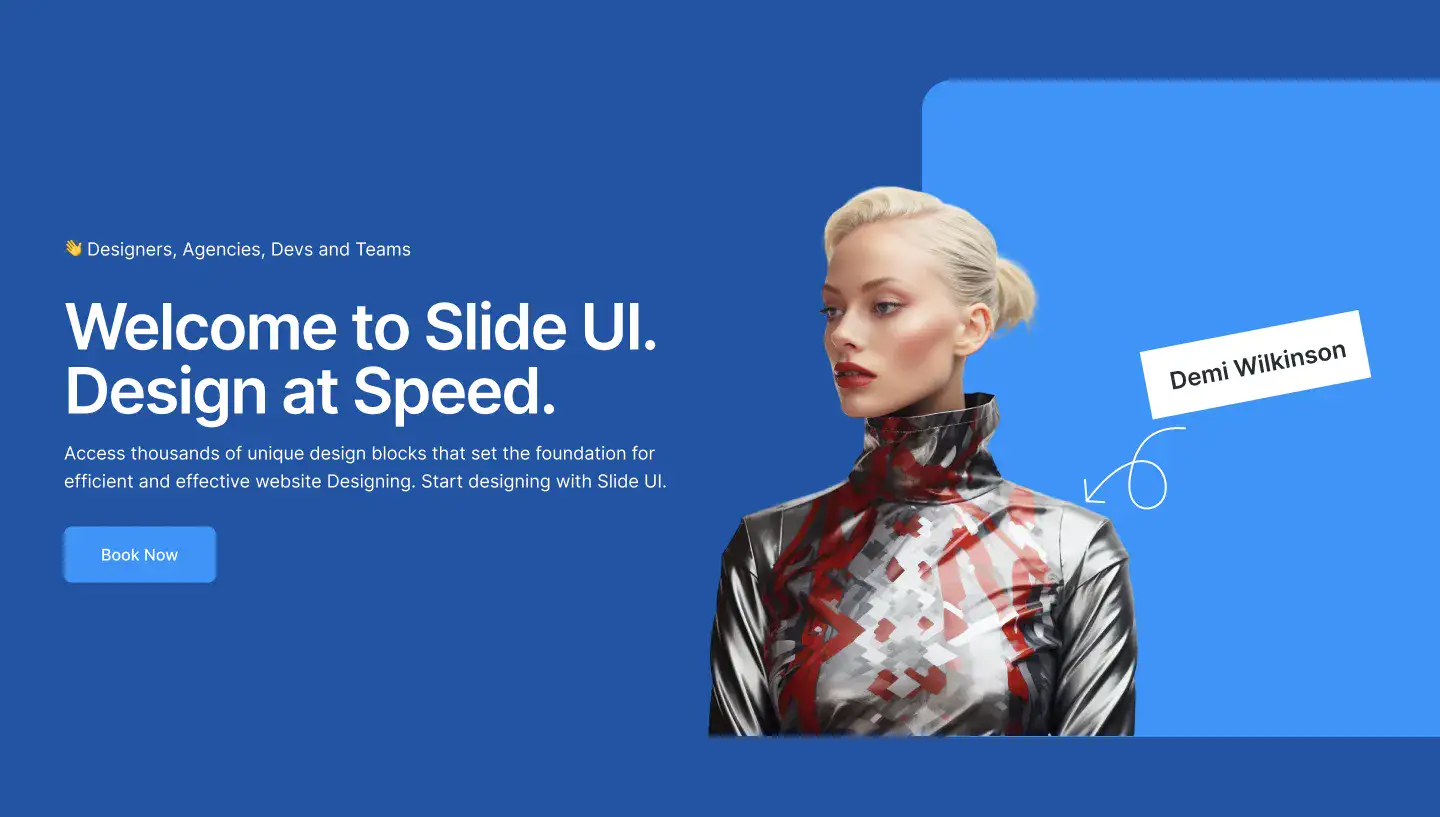 👋 Designers, Agencies, Devs and Teams
Welcome to Slide UI.
Design at Speed.
Access thousands of unique design blocks that set the foundation for
efficient and effective website Designing. Start designing with Slide UI.
Book Now
Demi Wilkinson